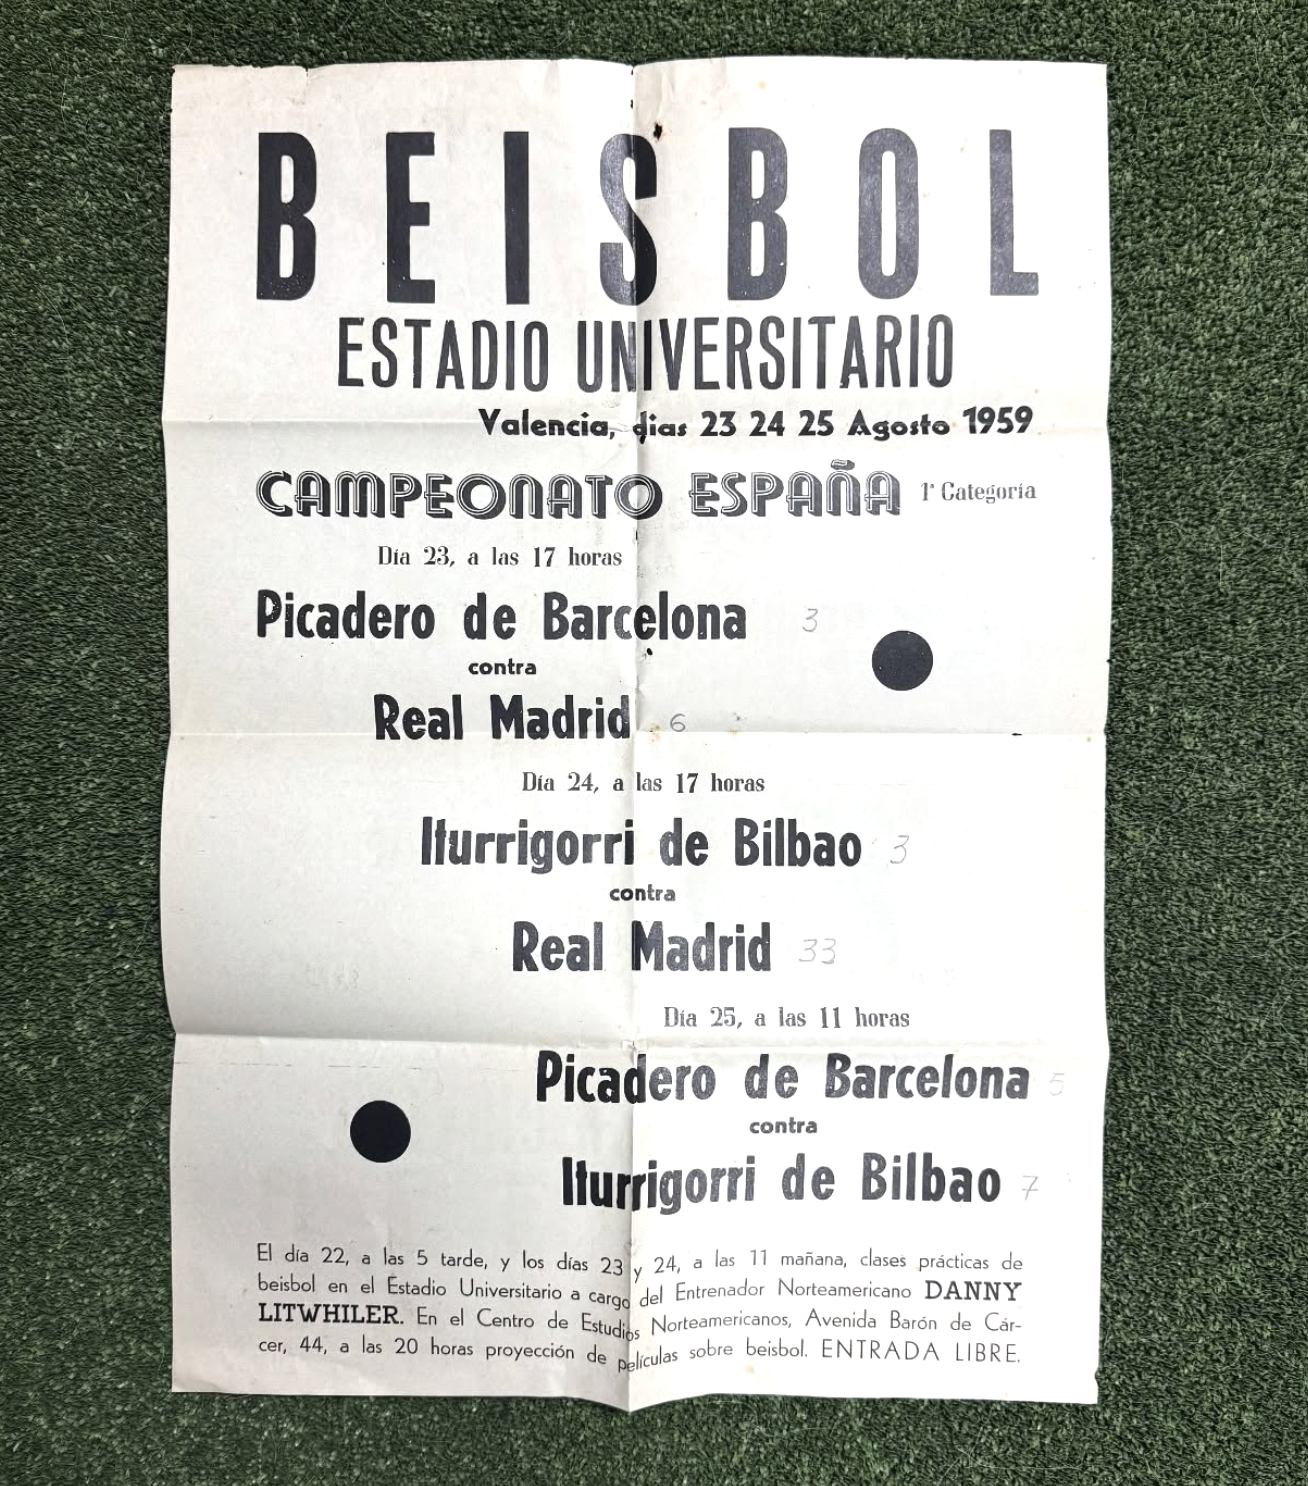 BEISBOL
ESTADIO UNIVERSITARIO
Valencia, dias 23 24 25 Agosto 1959
CAMPEONATO ESPAÑA 1ª Categoría
Día 23, a las 17 horas
Picadero de Barcelona 3
contra
Real Madrid 6
Día 24, a las 17 horas
Iturrigorri de Bilbao 3
contra
Real Madrid 33
Día 25, a las 11 horas
Picadero de Barcelona 5
contra
Iturrigorri de Bilbao 7
El día 22, a las 5 tarde, y los días 23 y 24, a las 11 mañana, clases prácticas de
beisbol en el Estadio Universitario a cargo del Entrenador Norteamericano DANNY
LITWHILER. En el Centro de Estudios Norteamericanos, Avenida Barón de Cár-
cer, 44, a las 20 horas proyección de películas sobre beisbol. ENTRADA LIBRE.